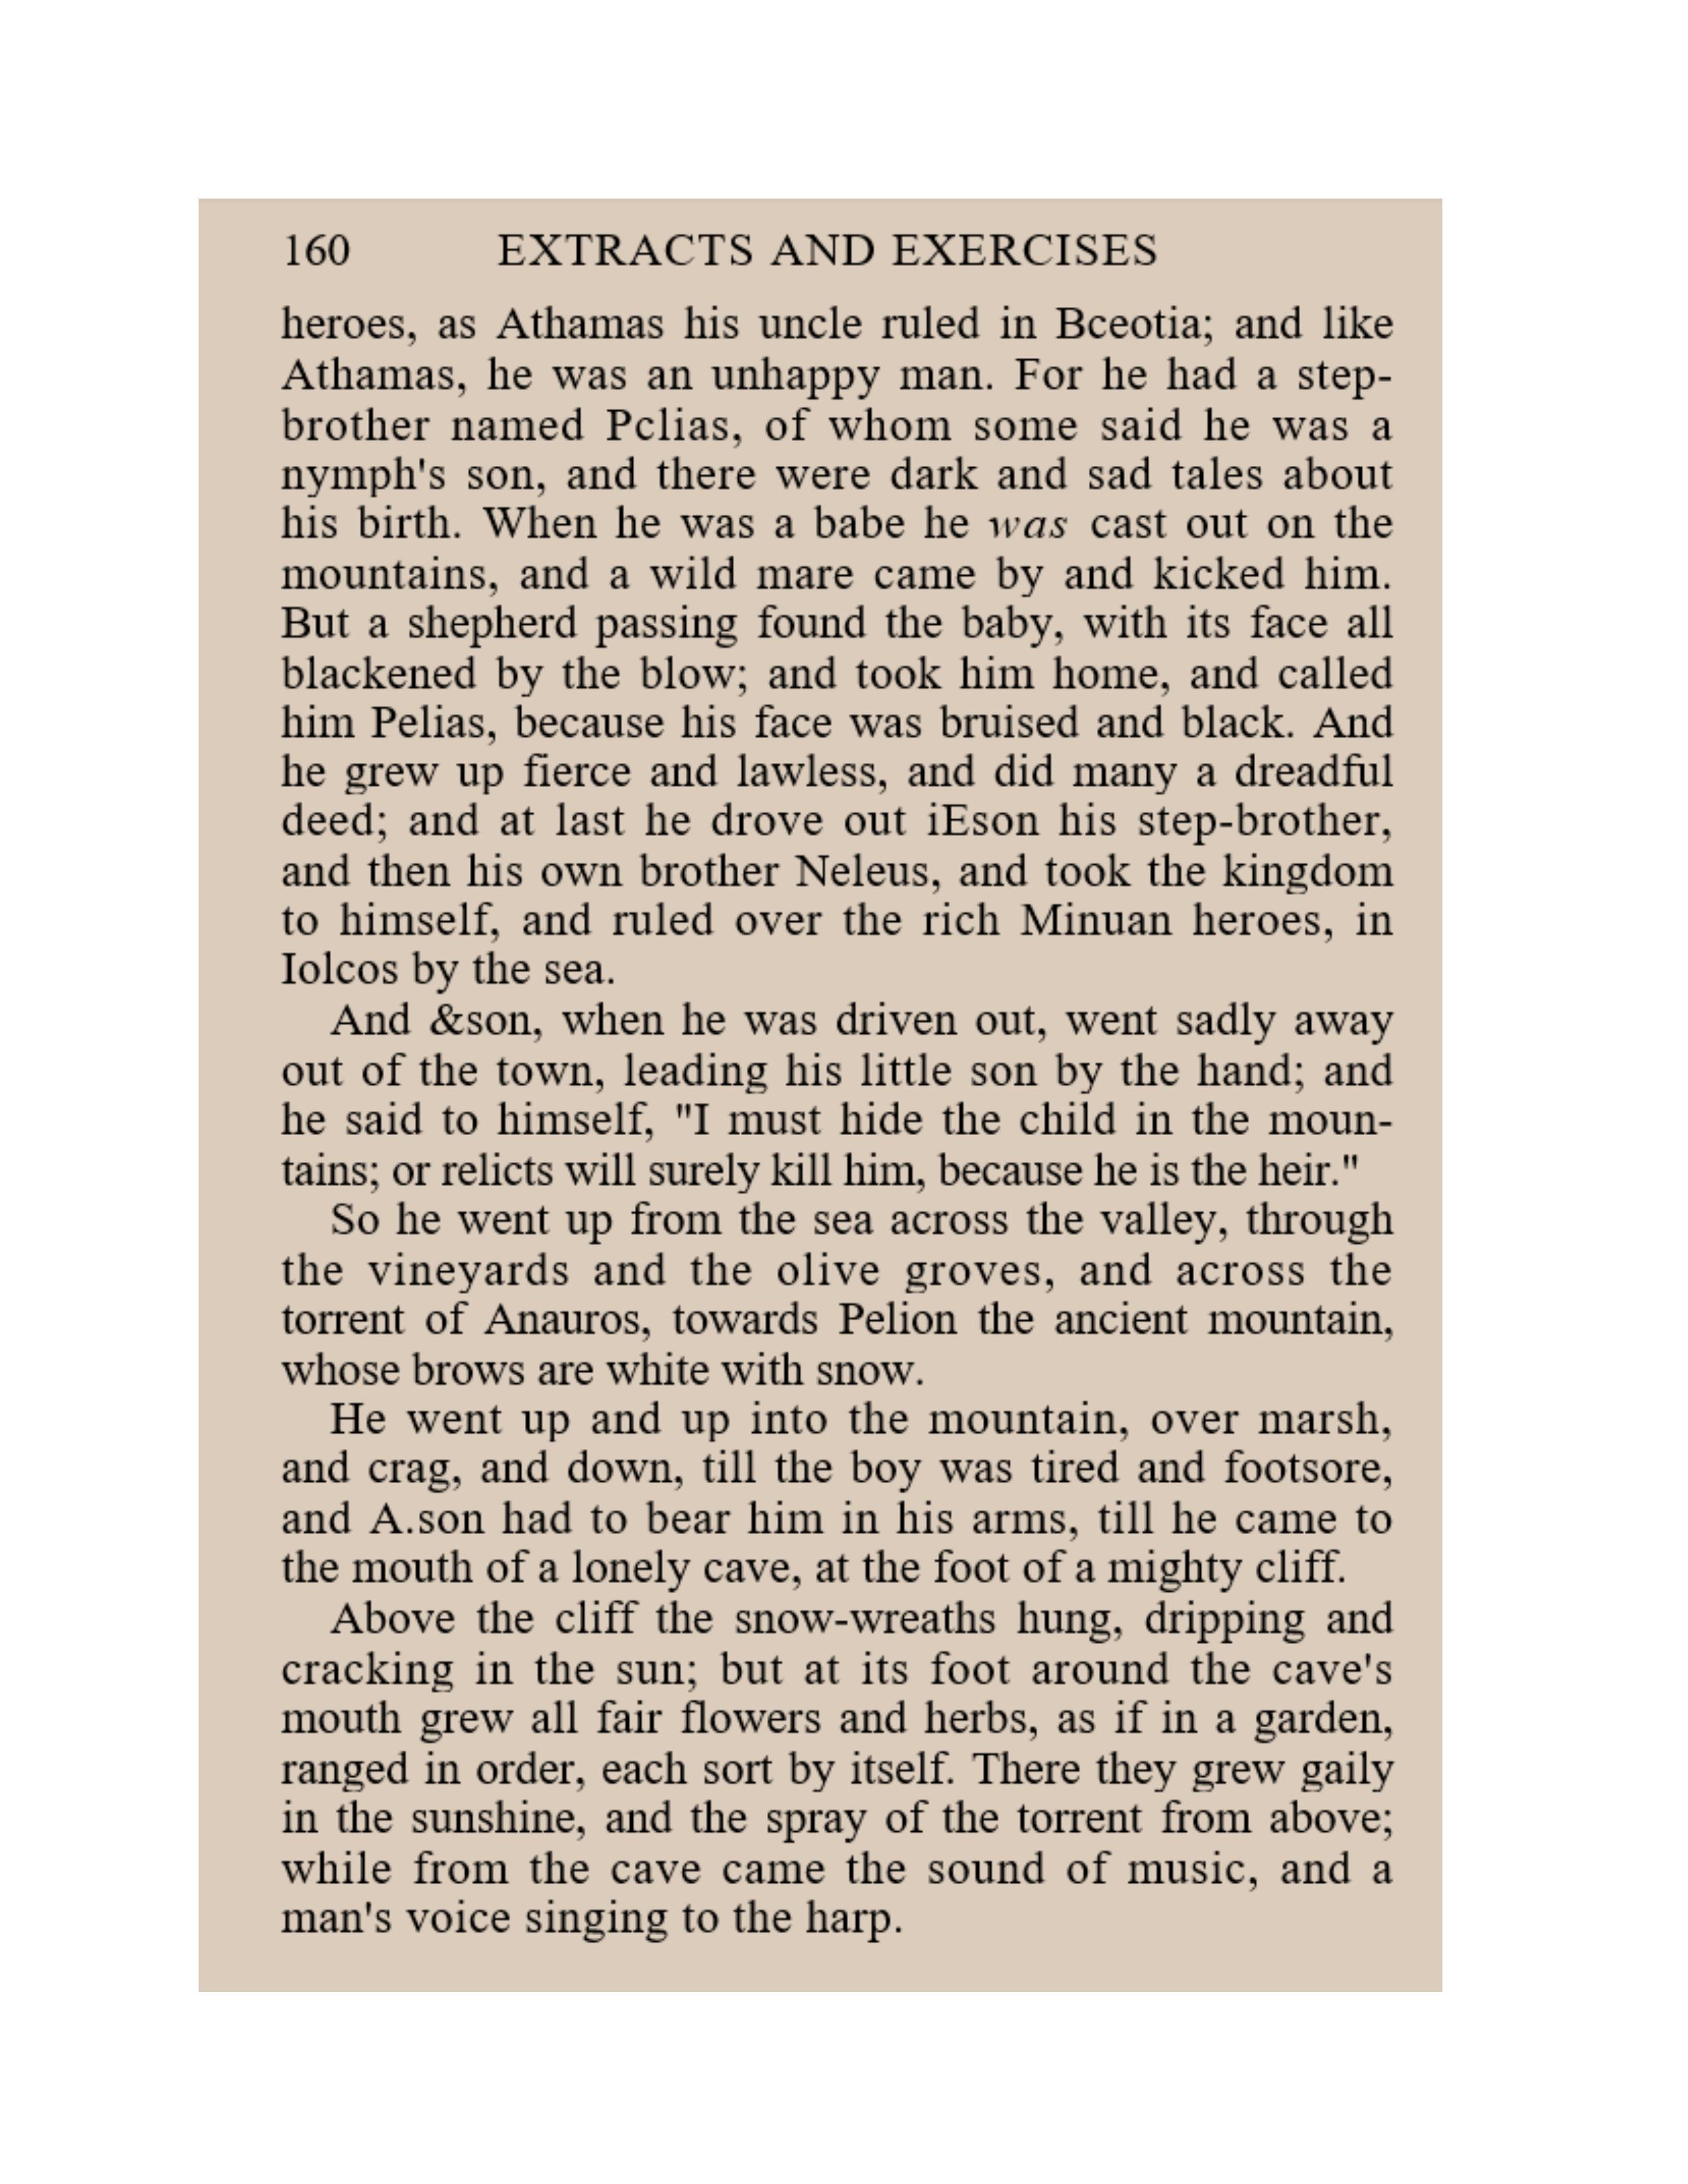 160 EXTRACTS AND EXERCISES
heroes, as Athamas his uncle ruled in Bceotia; and like
Athamas, he was an unhappy man. For he had a step-
brother named Pclias, of whom some said he was a
nymph's son, and there were dark and sad tales about
his birth. When he was a babe he was cast out on the
mountains, and a wild mare came by and kicked him.
But a shepherd passing found the baby, with its face all
blackened by the blow; and took him home, and called
him Pelias, because his face was bruised and black. And
he grew up fierce and lawless, and did many a dreadful
deed; and at last he drove out iEson his step-brother,
and then his own brother Neleus, and took the kingdom
to himself, and ruled over the rich Minuan heroes, in
Iolcos by the sea.
And &son, when he was driven out, went sadly away
out of the town, leading his little son by the hand; and
he said to himself, "I must hide the child in the moun-
tains; or relicts will surely kill him, because he is the heir."
So he went up from the sea across the valley, through
the vineyards and the olive groves, and across the
torrent of Anauros, towards Pelion the ancient mountain,
whose brows are white with snow.
He went up and up into the mountain, over marsh,
and crag, and down, till the boy was tired and footsore,
and A.son had to bear him in his arms, till he came to
the mouth of a lonely cave, at the foot of a mighty cliff.
Above the cliff the snow-wreaths hung, dripping and
cracking in the sun; but at its foot around the cave's
mouth grew all fair flowers and herbs, as if in a garden,
ranged in order, each sort by itself. There they grew gaily
in the sunshine, and the spray of the torrent from above;
while from the cave came the sound of music, and a
man's voice singing to the harp.